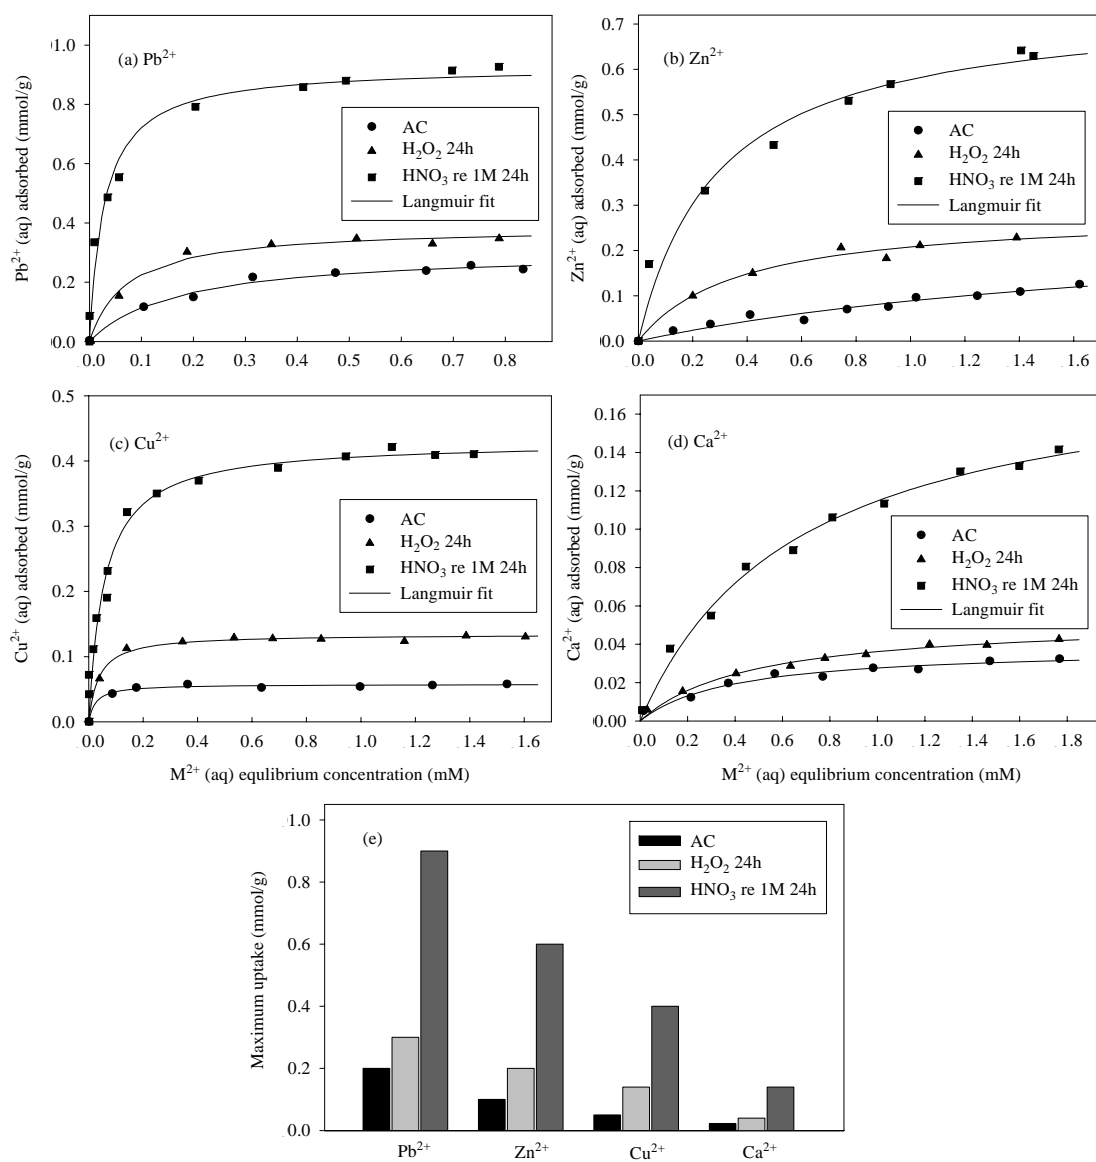 (a) Pb²⁺
Pb²⁺ (aq) adsorbed (mmol/g)
01.0
0.8
0.6
0.4
0.2
00.0
AC
H₂O₂ 24h
HNO₃ re 1M 24h
Langmuir fit
0.0 0.1 0.2 0.3 0.4 0.5 0.6 0.7 0.8
(b) Zn²⁺
Zn²⁺ (aq) adsorbed (mmol/g)
0.7
0.6
0.5
0.4
0.3
0.2
0.1
00.0
AC
H₂O₂ 24h
HNO₃ re 1M 24h
Langmuir fit
0.0 0.2 0.4 0.6 0.8 1.0 1.2 1.4 1.6
(c) Cu²⁺
Cu²⁺ (aq) adsorbed (mmol/g)
0.5
0.4
0.3
0.2
0.1
0.0
AC
H₂O₂ 24h
HNO₃ re 1M 24h
Langmuir fit
0.0 0.2 0.4 0.6 0.8 1.0 1.2 1.4 1.6
M²⁺ (aq) equlibrium concentration (mM)
(d) Ca²⁺
Ca²⁺ (aq) adsorbed (mmol/g)
0.16
0.14
0.12
0.10
0.08
0.06
0.04
0.02
0.00
AC
H₂O₂ 24h
HNO₃ re 1M 24h
Langmuir fit
0.0 0.2 0.4 0.6 0.8 1.0 1.2 1.4 1.6 1.8
M²⁺ (aq) equlibrium concentration (mM)
(e)
Maximum uptake (mmol/g)
01.0
0.8
0.6
0.4
0.2
0.0
AC
H₂O₂ 24h
HNO₃ re 1M 24h
Pb²⁺ Zn²⁺ Cu²⁺ Ca²⁺